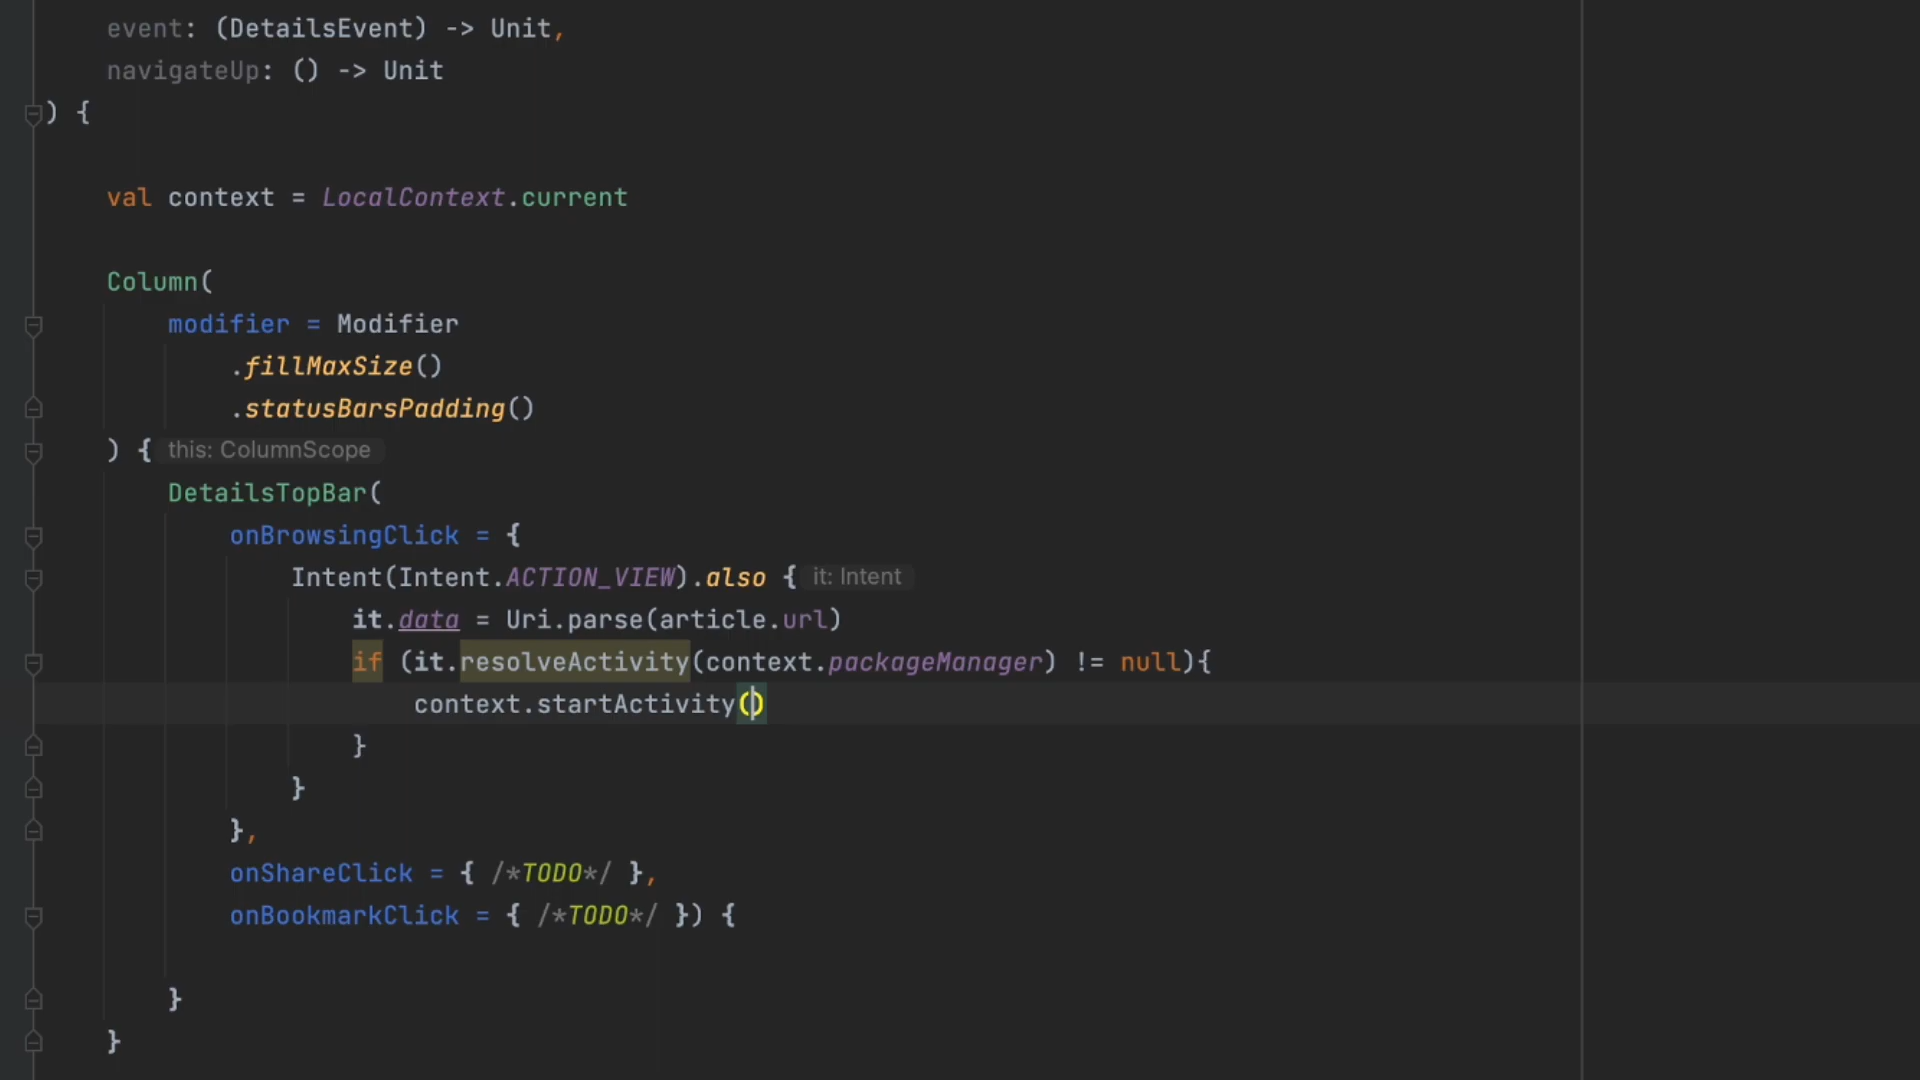 event: (DetailsEvent) -> Unit,
navigateUp: () -> Unit
) {
val context = LocalContext.current
Column(
modifier = Modifier
.fillMaxSize()
.statusBarsPadding()
) { this: ColumnScope
DetailsTopBar(
onBrowsingClick = {
Intent(Intent.ACTION_VIEW).also { it: Intent
it.data = Uri.parse(article.url)
if (it.resolveActivity(context.packageManager) != null){
context.startActivity()
}
}
},
onShareClick = { /*TODO*/ },
onBookmarkClick = { /*TODO*/ }) {
}
}